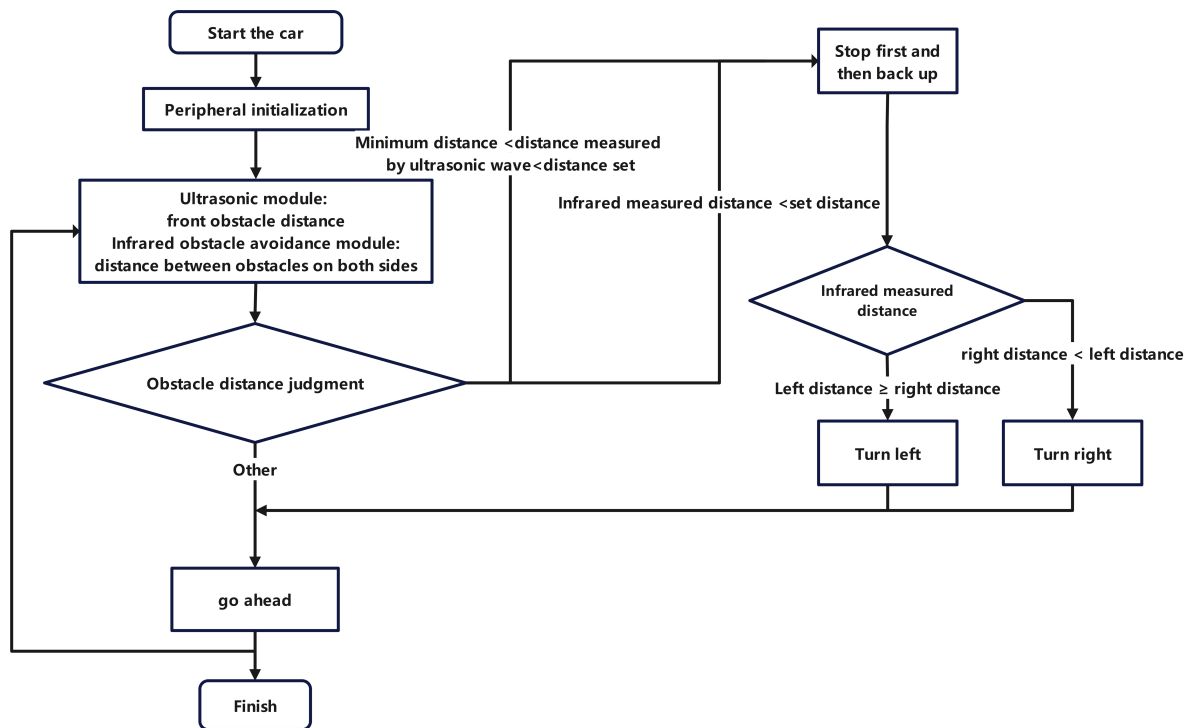 Start the car
Peripheral initialization
Minimum distance <distance measured
by ultrasonic wave<distance set
Ultrasonic module:
front obstacle distance
Infrared obstacle avoidance module:
distance between obstacles on both sides
Obstacle distance judgment
Other
go ahead
Finish
Stop first and
then back up
Infrared measured distance <set distance
Infrared measured
distance
right distance < left distance
Left distance ≥ right distance
Turn left
Turn right